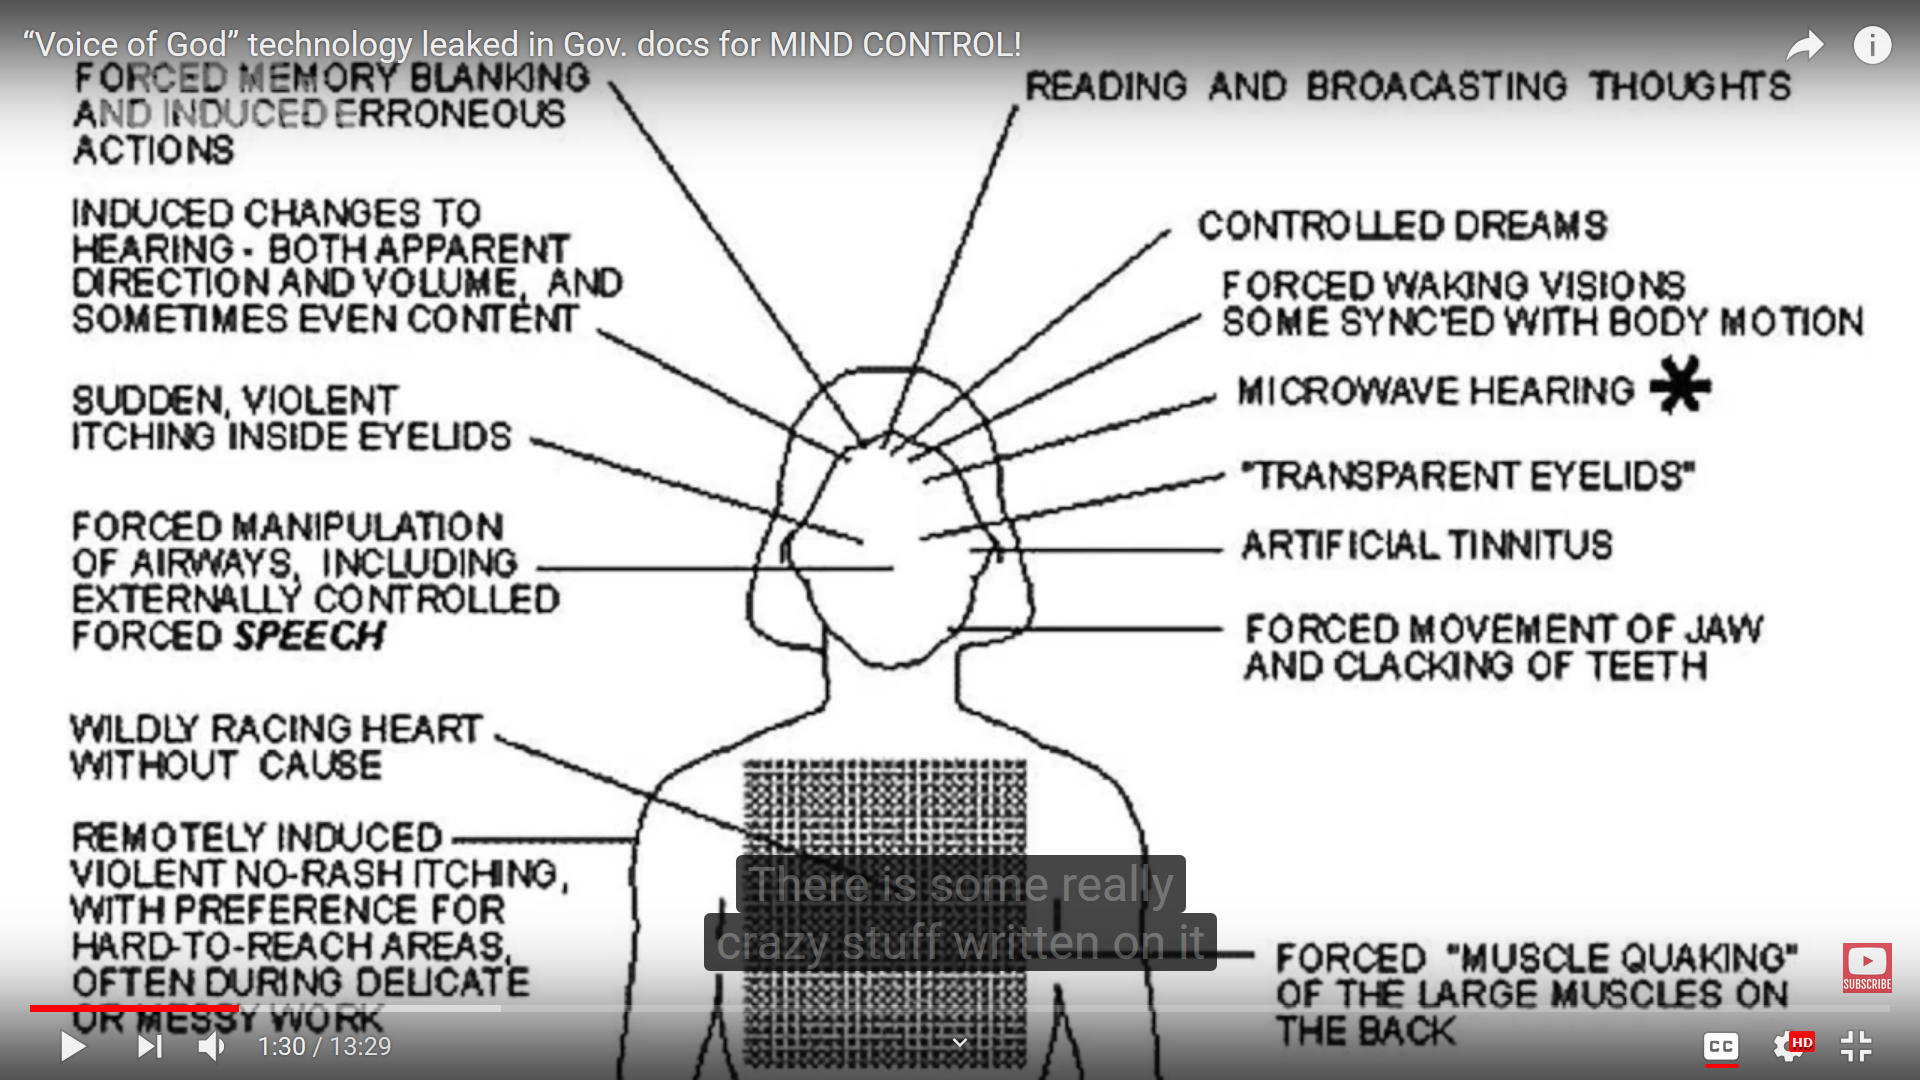 “Voice of God” technology leaked in Gov. docs for MIND CONTROL!
FORCED MEMORY BLANKING
AND INDUCED ERRONEOUS
ACTIONS
INDUCED CHANGES TO
HEARING - BOTH APPARENT
DIRECTION AND VOLUME, AND
SOMETIMES EVEN CONTENT
SUDDEN, VIOLENT
ITCHING INSIDE EYELIDS
FORCED MANIPULATION
OF AIRWAYS, INCLUDING
EXTERNALLY CONTROLLED
FORCED SPEECH
WILDLY RACING HEART
WITHOUT CAUSE
REMOTELY INDUCED
VIOLENT NO-RASH ITCHING,
WITH PREFERENCE FOR
HARD-TO-REACH AREAS,
OFTEN DURING DELICATE
OR MESSY WORK
READING AND BROACASTING THOUGHTS
CONTROLLED DREAMS
FORCED WAKING VISIONS
SOME SYNC'ED WITH BODY MOTION
MICROWAVE HEARING *
"TRANSPARENT EYELIDS"
ARTIFICIAL TINNITUS
FORCED MOVEMENT OF JAW
AND CLACKING OF TEETH
FORCED "MUSCLE QUAKING"
OF THE LARGE MUSCLES ON
THE BACK
There is some really
crazy stuff written on it
SUBSCRIBE
1:30 / 13:29
CC
HD